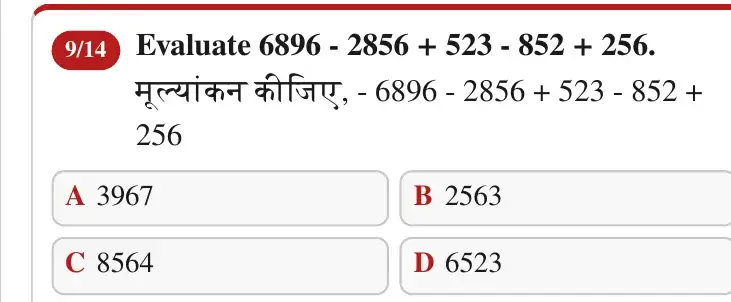 9/14 Evaluate 6896 - 2856 + 523 - 852 + 256.
मूल्यांकन कीजिए, - 6896 - 2856 + 523 - 852 +
256
A 3967 B 2563
C 8564 D 6523